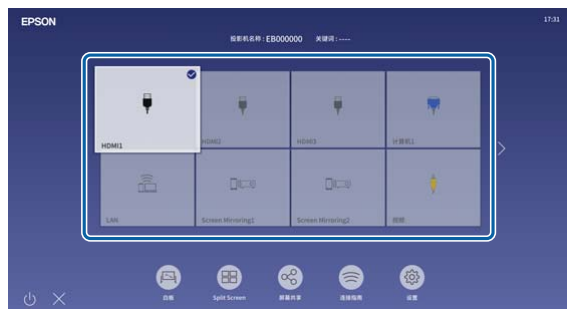 EPSON
17:31
投影机名称 : EB000000 关键词 : ----
HDMI1
HDMI2
HDMI3
计算机1
LAN
Screen Mirroring1
Screen Mirroring2
视频
白板
Split Screen
屏幕共享
连接指南
设置